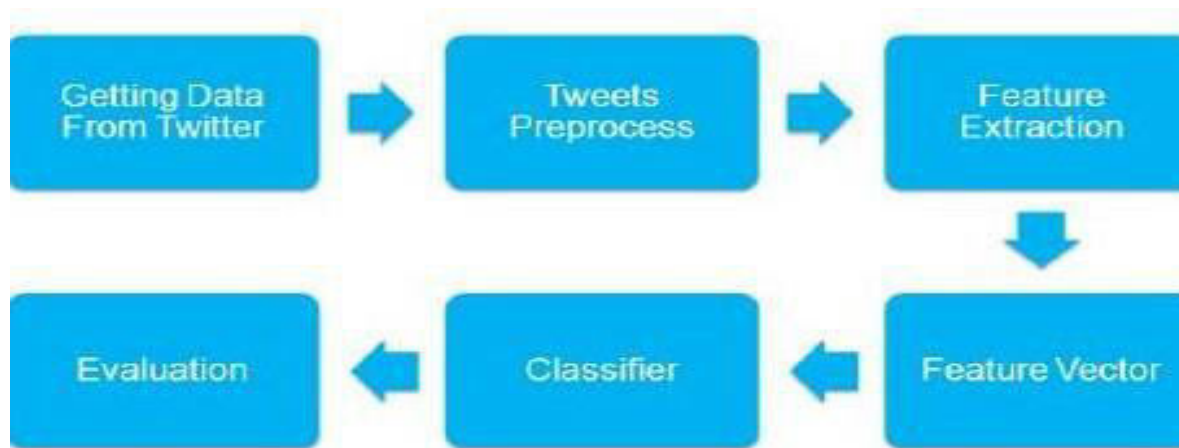 Getting Data
From Twitter
Tweets
Preprocess
Feature
Extraction
Feature Vector
Classifier
Evaluation